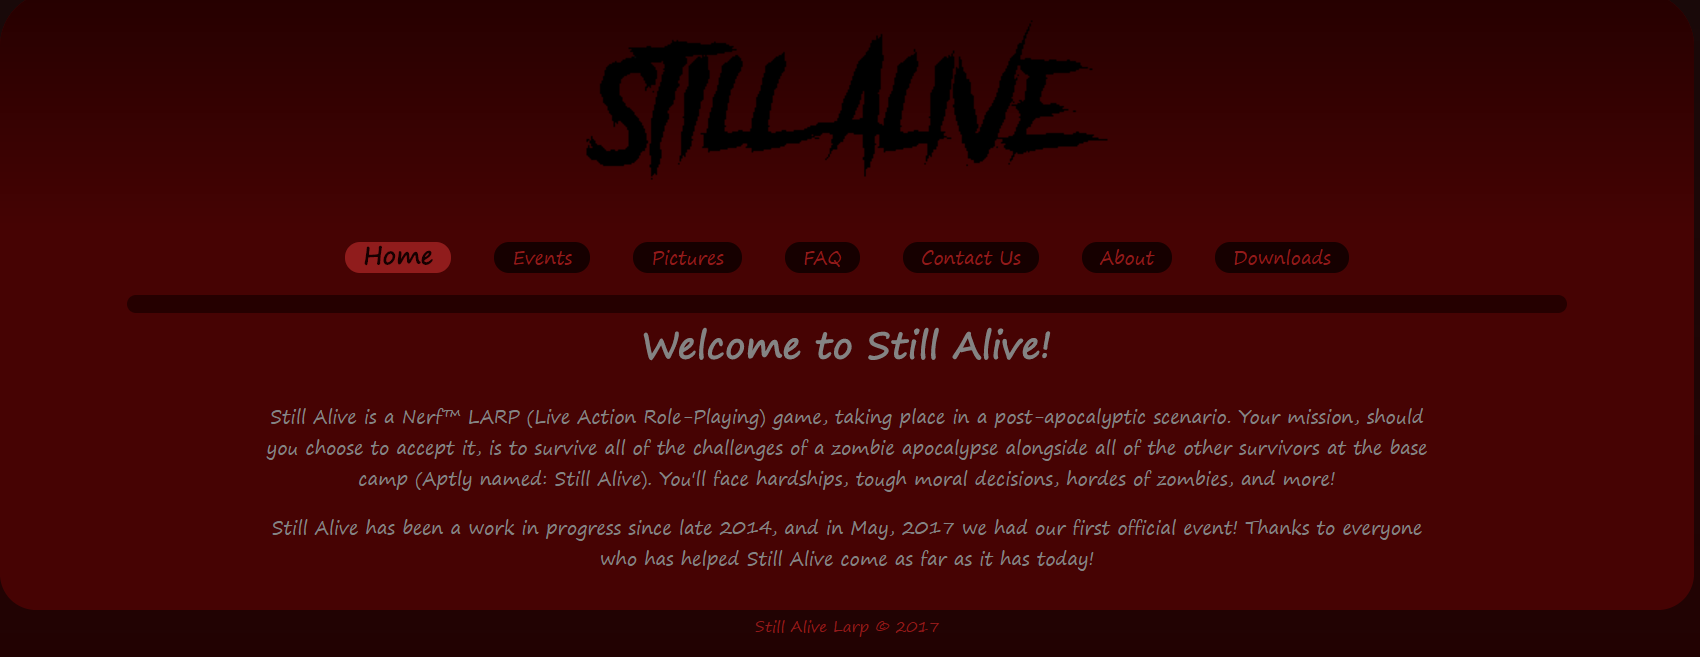 STILL ALIVE
Home Events Pictures FAQ Contact Us About Downloads
Welcome to Still Alive!
Still Alive is a Nerf™ LARP (Live Action Role-Playing) game, taking place in a post-apocalyptic scenario. Your mission, should
you choose to accept it, is to survive all of the challenges of a zombie apocalypse alongside all of the other survivors at the base
camp (Aptly named: Still Alive). You'll face hardships, tough moral decisions, hordes of zombies, and more!
Still Alive has been a work in progress since late 2014, and in May, 2017 we had our first official event! Thanks to everyone
who has helped Still Alive come as far as it has today!
Still Alive Larp © 2017